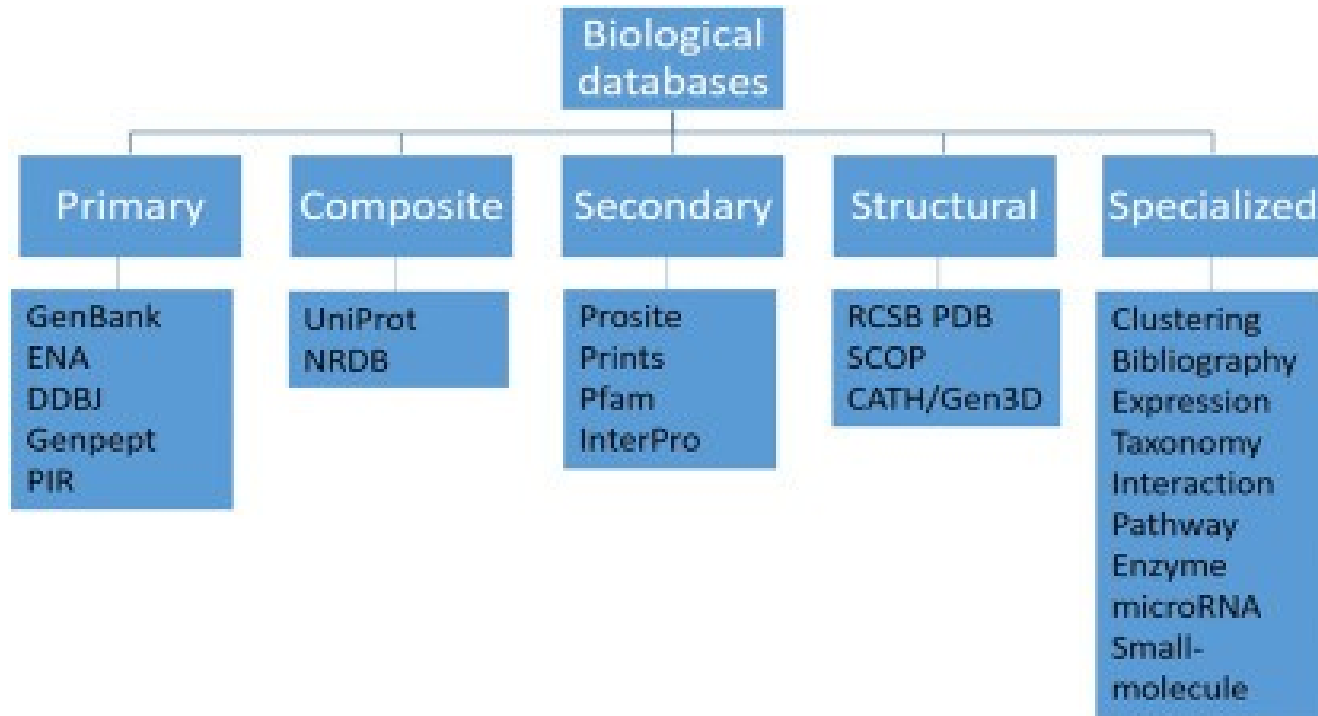 Biological
databases
Primary
Composite
Secondary
Structural
Specialized
GenBank
ENA
DDBJ
Genpept
PIR
UniProt
NRDB
Prosite
Prints
Pfam
InterPro
RCSB PDB
SCOP
CATH/Gen3D
Clustering
Bibliography
Expression
Taxonomy
Interaction
Pathway
Enzyme
microRNA
Small-
molecule